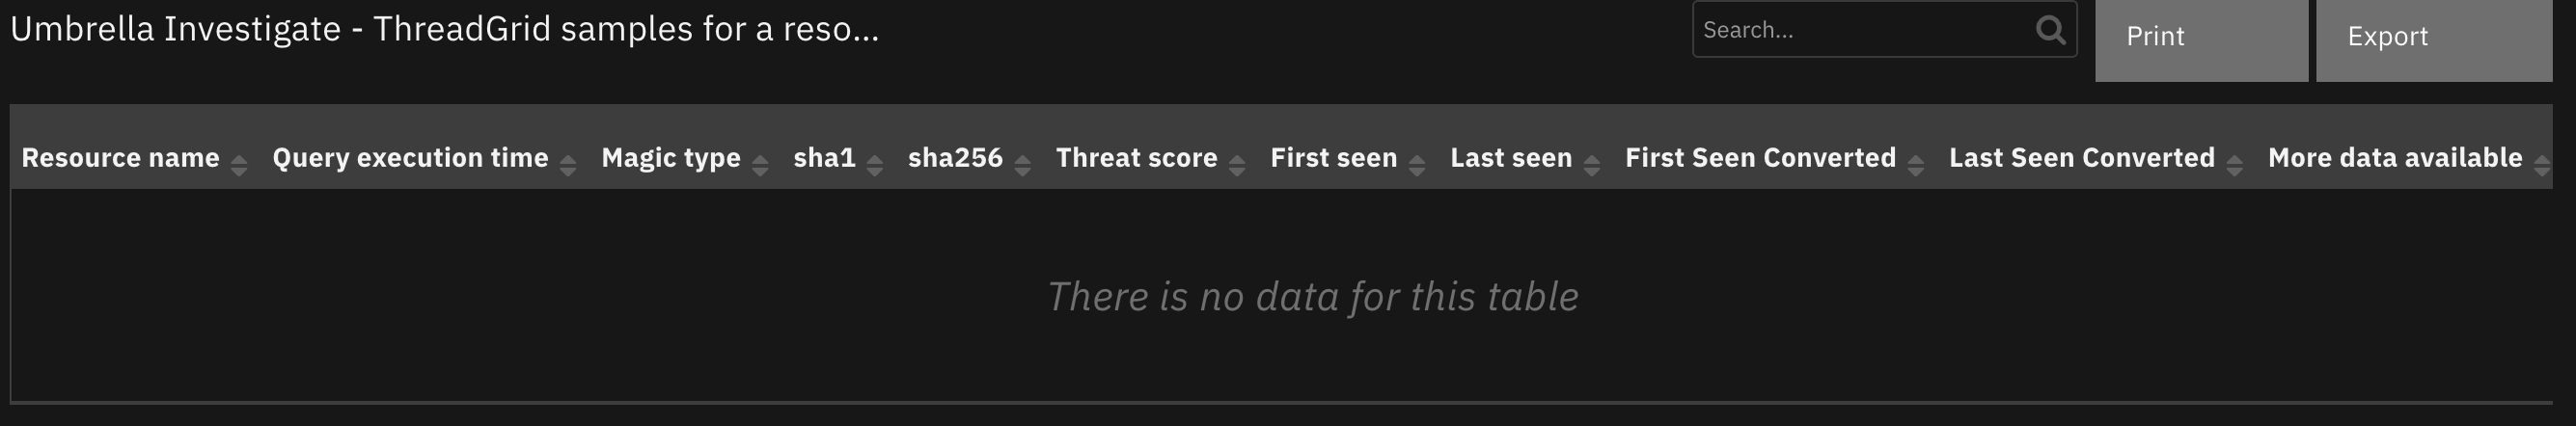 Umbrella Investigate - ThreadGrid samples for a reso...
Search...
Print
Export
Resource name Query execution time Magic type sha1 sha256 Threat score First seen Last seen First Seen Converted Last Seen Converted More data available
There is no data for this table